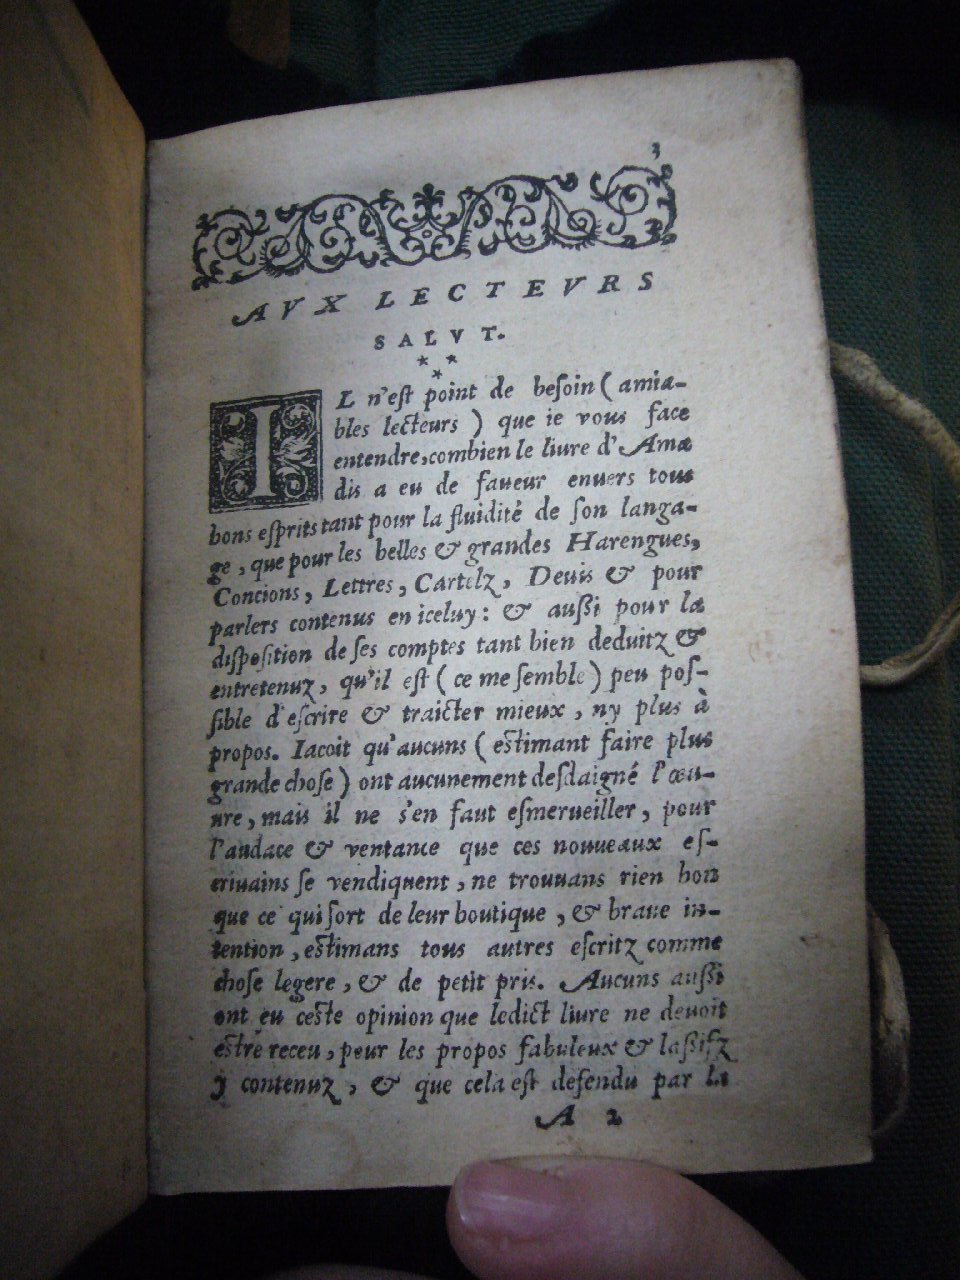 3
AVX LECTEVRS
SALVT.
IL n'eſt point de beſoin (amia-
bles lecteurs) que ie vous face
entendre, combien le liure d'Ama
dis a eu de faueur enuers tous
bons eſprits tant pour la fluidité de ſon langa-
ge, que pour les belles & grandes Harengues,
Concions, Lettres, Cartelz, Deuis & pour
parlers contenus en iceluy: & auſſi pour la
diſpoſition de ſes comptes tant bien deduitz &
entretenuz, qu'il eſt (ce me ſemble) peu poſ-
ſible d'eſcrire & traicter mieux, ny plus à
propos. Iacoit qu'aucuns (eſtimant faire plus
grande choſe) ont aucunement deſdaigné l'œu-
ure, mais il ne s'en faut eſmerueiller, pour
l'audace & ventance que ces nouueaux eſ-
criuains ſe vendiquent, ne trouuans rien bon
que ce qui ſort de leur boutique, & braue in-
tention, eſtimans tous autres eſcritz comme
choſe legere, & de petit pris. Aucuns auſſi
ont eu ceſte opinion que ledict liure ne deuoit
eſtre receu, pour les propos fabuleux & laſſifz
y contenuz, & que cela eſt defendu par la
A 2